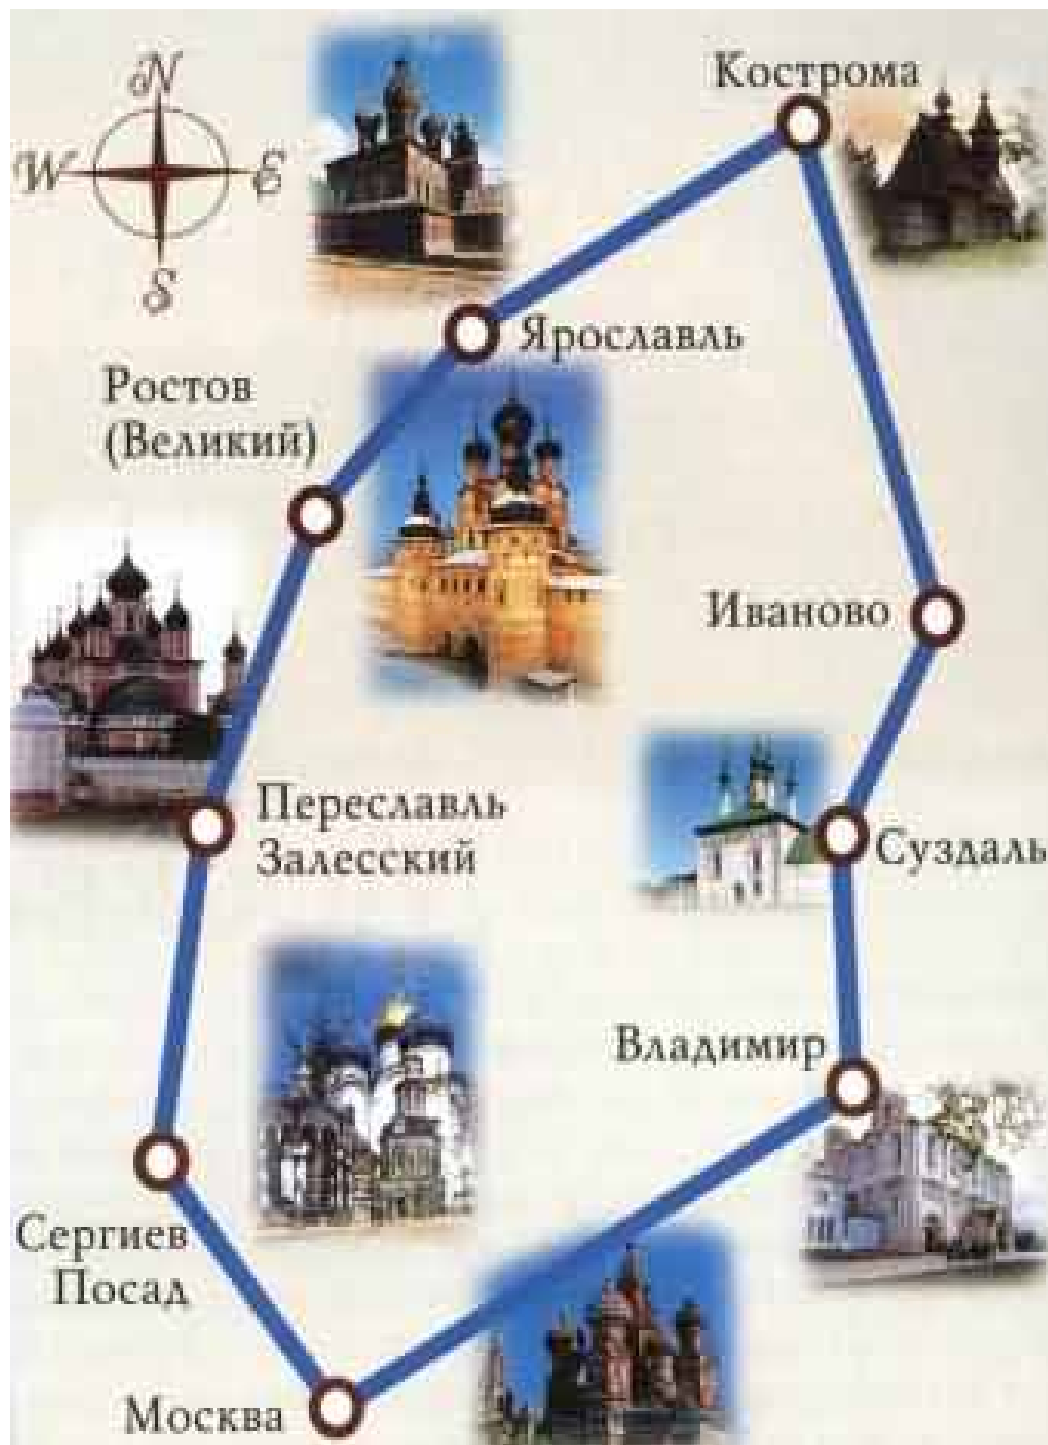 N
Кострома
W
E
S
Ярославль
Ростов
(Великий)
Иваново
Переславль
Залесский
Суздаль
Владимир
Сергиев
Посад
Москва